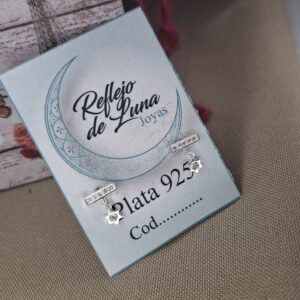 Reflejo
de Luna
Joyas
Plata 925
Cod............